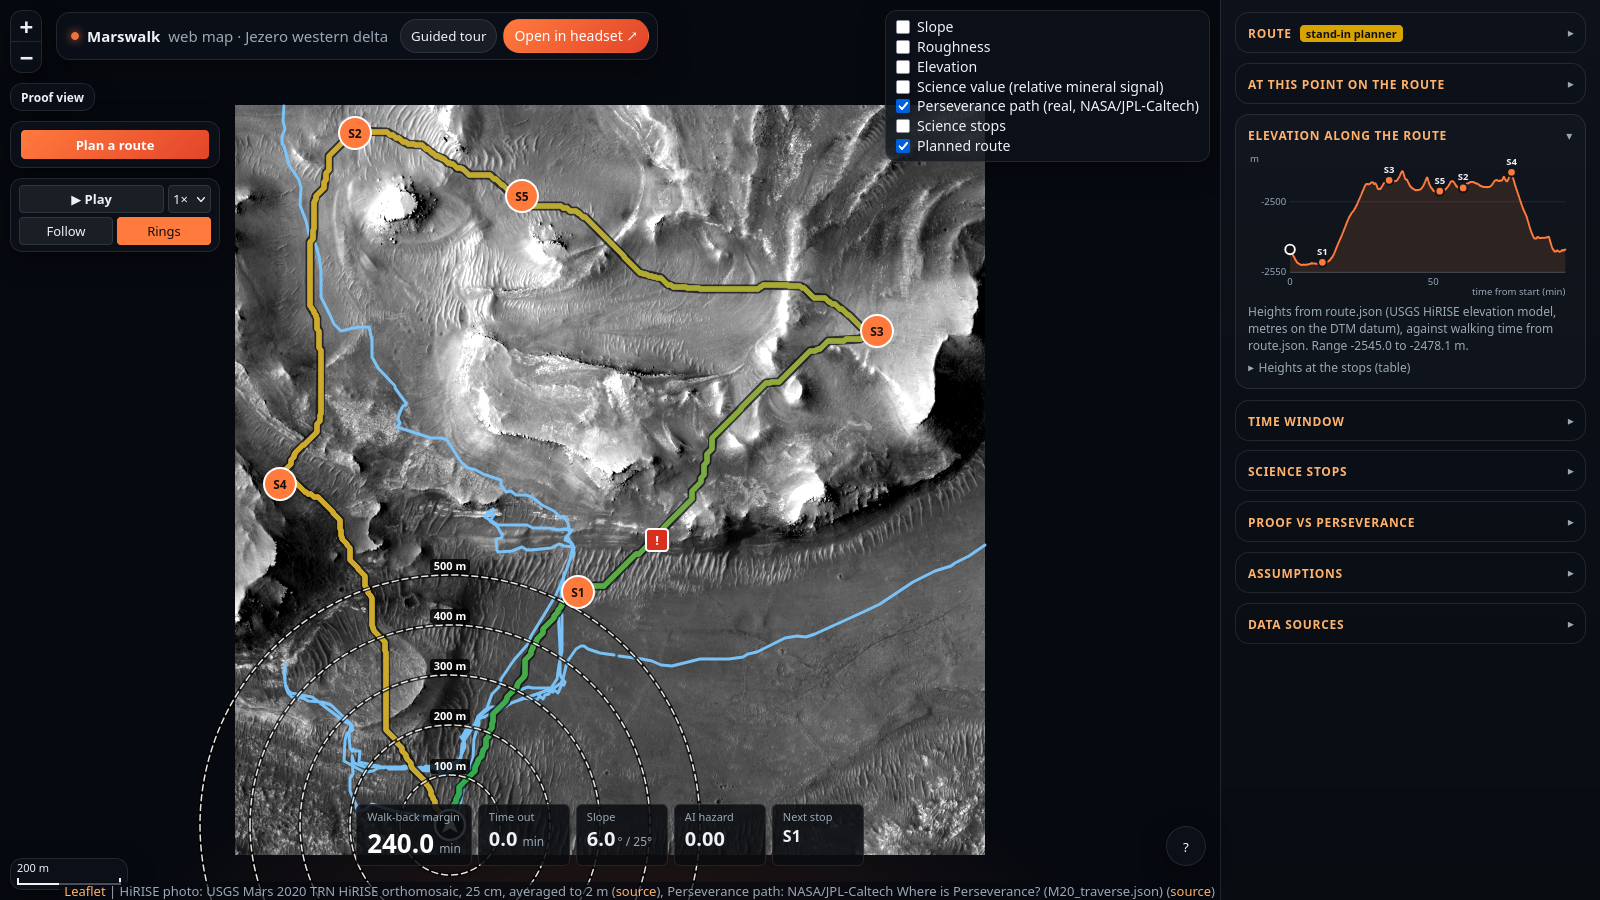 +
−
Marswalk web map · Jezero western delta
Guided tour
Open in headset ↗
Proof view
Plan a route
▶ Play
1×
Follow
Rings
Slope
Roughness
Elevation
Science value (relative mineral signal)
Perseverance path (real, NASA/JPL-Caltech)
Science stops
Planned route
S2
S5
S3
S4
!
S1
500 m
400 m
300 m
200 m
100 m
Walk-back margin
240.0 min
Time out
0.0 min
Slope
6.0° / 25°
AI hazard
0.00
Next stop
S1
?
200 m
Leaflet | HiRISE photo: USGS Mars 2020 TRN HiRISE orthomosaic, 25 cm, averaged to 2 m (source), Perseverance path: NASA/JPL-Caltech Where is Perseverance? (M20_traverse.json) (source)
ROUTE stand-in planner ▸
AT THIS POINT ON THE ROUTE ▸
ELEVATION ALONG THE ROUTE ▾
m
S4
S3
S5
S2
-2500
S1
-2550
0
50
time from start (min)
Heights from route.json (USGS HiRISE elevation model,
metres on the DTM datum), against walking time from
route.json. Range -2545.0 to -2478.1 m.
▸ Heights at the stops (table)
TIME WINDOW ▸
SCIENCE STOPS ▸
PROOF VS PERSEVERANCE ▸
ASSUMPTIONS ▸
DATA SOURCES ▸